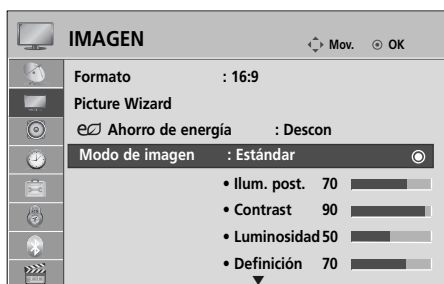 IMAGEN Mov. OK
Formato : 16:9
Picture Wizard
Ahorro de energía : Descon
Modo de imagen : Estándar
• Ilum. post. 70
• Contrast 90
• Luminosidad 50
• Definición 70